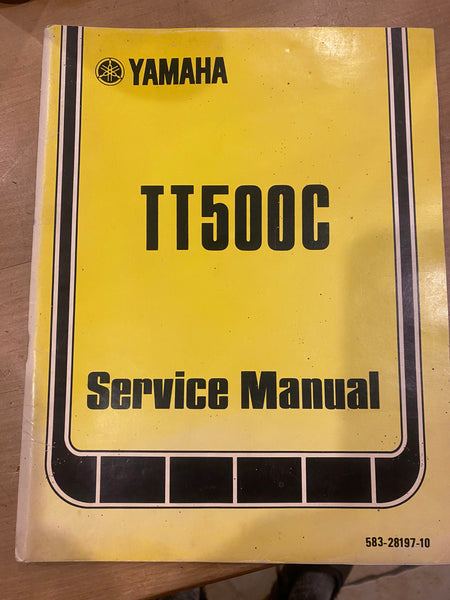 YAMAHA
TT500C
Service Manual
583-28197-10